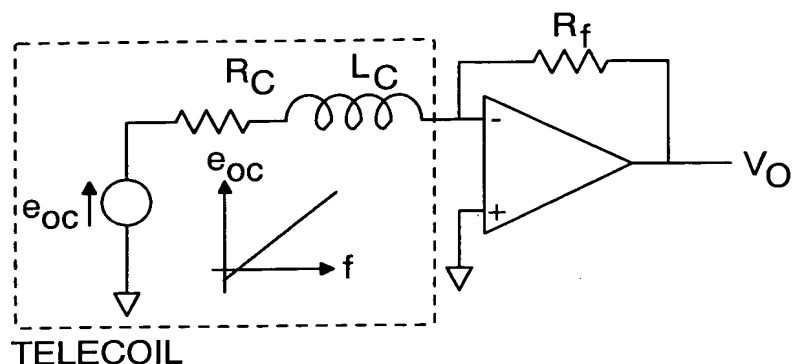 R_f
R_C
L_C
-
e_oc
V_O
e_oc
+
f
TELECOIL